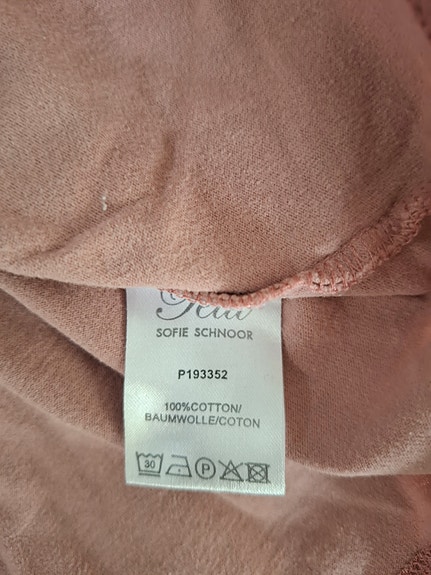 SOFIE SCHNOOR
P193352
100%COTTON/
BAUMWOLLE/COTON
30
P